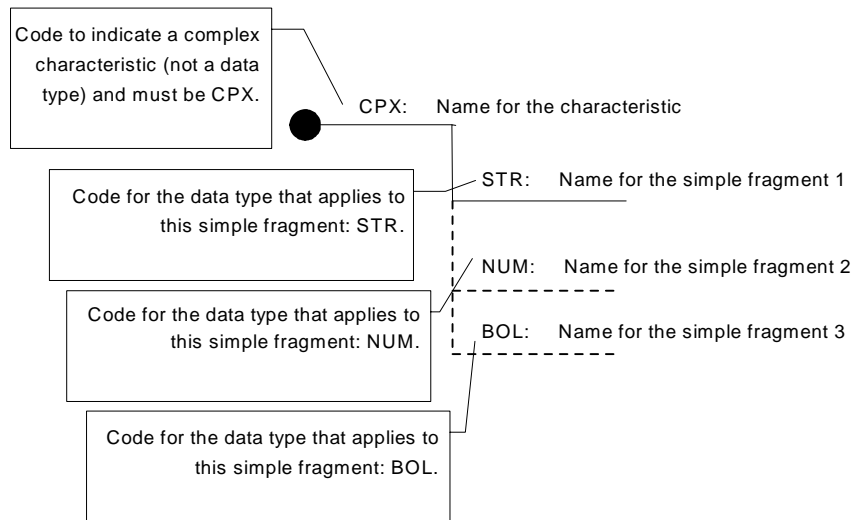 Code to indicate a complex
characteristic (not a data
type) and must be CPX.
CPX: Name for the characteristic
STR: Name for the simple fragment 1
Code for the data type that applies to
this simple fragment: STR.
NUM: Name for the simple fragment 2
Code for the data type that applies to
this simple fragment: NUM.
BOL: Name for the simple fragment 3
Code for the data type that applies to
this simple fragment: BOL.